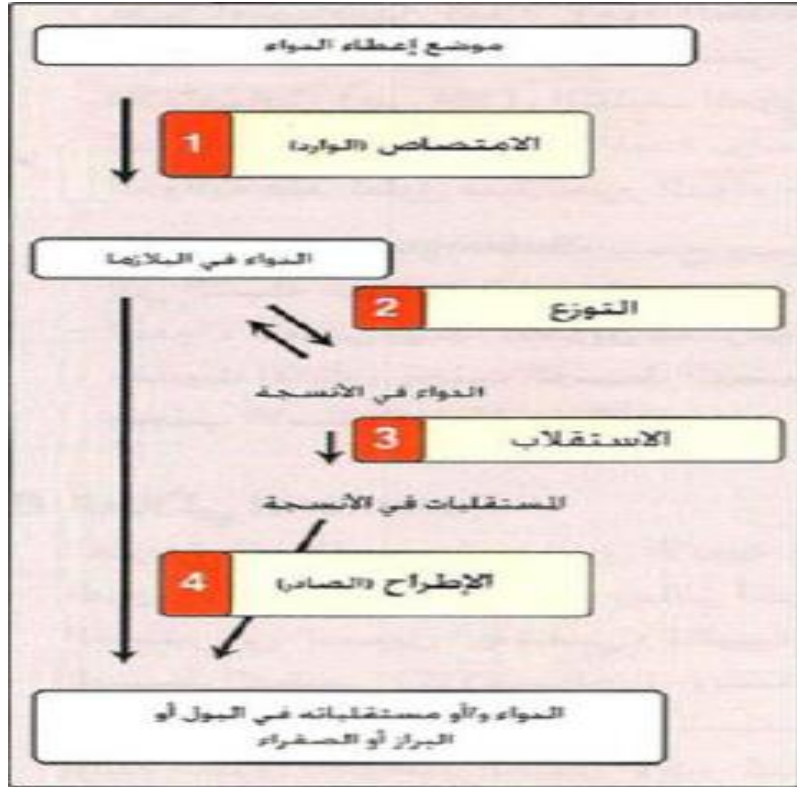 موضع إعطاء الدواء
1 الامتصاص (الوارد)
الدواء في البلازما
2 التوزع
الدواء في الأنسجة
3 الاستقلاب
المستقلبات في الأنسجة
4 الإطراح (الصادر)
الدواء و/أو مستقلباته في البول أو
البراز أو الصفراء